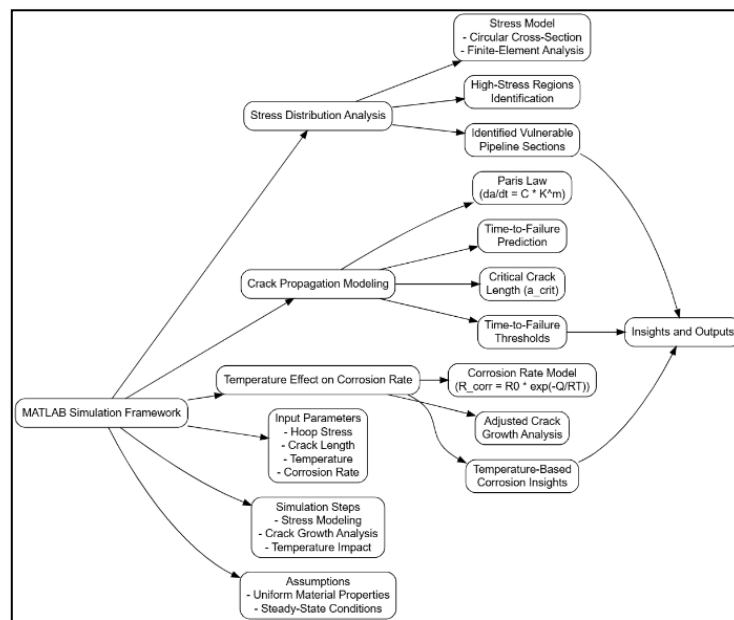 Stress Model
- Circular Cross-Section
- Finite-Element Analysis
High-Stress Regions
Identification
Stress Distribution Analysis
Identified Vulnerable
Pipeline Sections
Paris Law
(da/dt = C * K^m)
Time-to-Failure
Prediction
Crack Propagation Modeling
Critical Crack
Length (a_crit)
Time-to-Failure
Thresholds
Insights and Outputs
Temperature Effect on Corrosion Rate
Corrosion Rate Model
(R_corr = R0 * exp(-Q/RT))
MATLAB Simulation Framework
Input Parameters
- Hoop Stress
- Crack Length
- Temperature
- Corrosion Rate
Adjusted Crack
Growth Analysis
Temperature-Based
Corrosion Insights
Simulation Steps
- Stress Modeling
- Crack Growth Analysis
- Temperature Impact
Assumptions
- Uniform Material Properties
- Steady-State Conditions